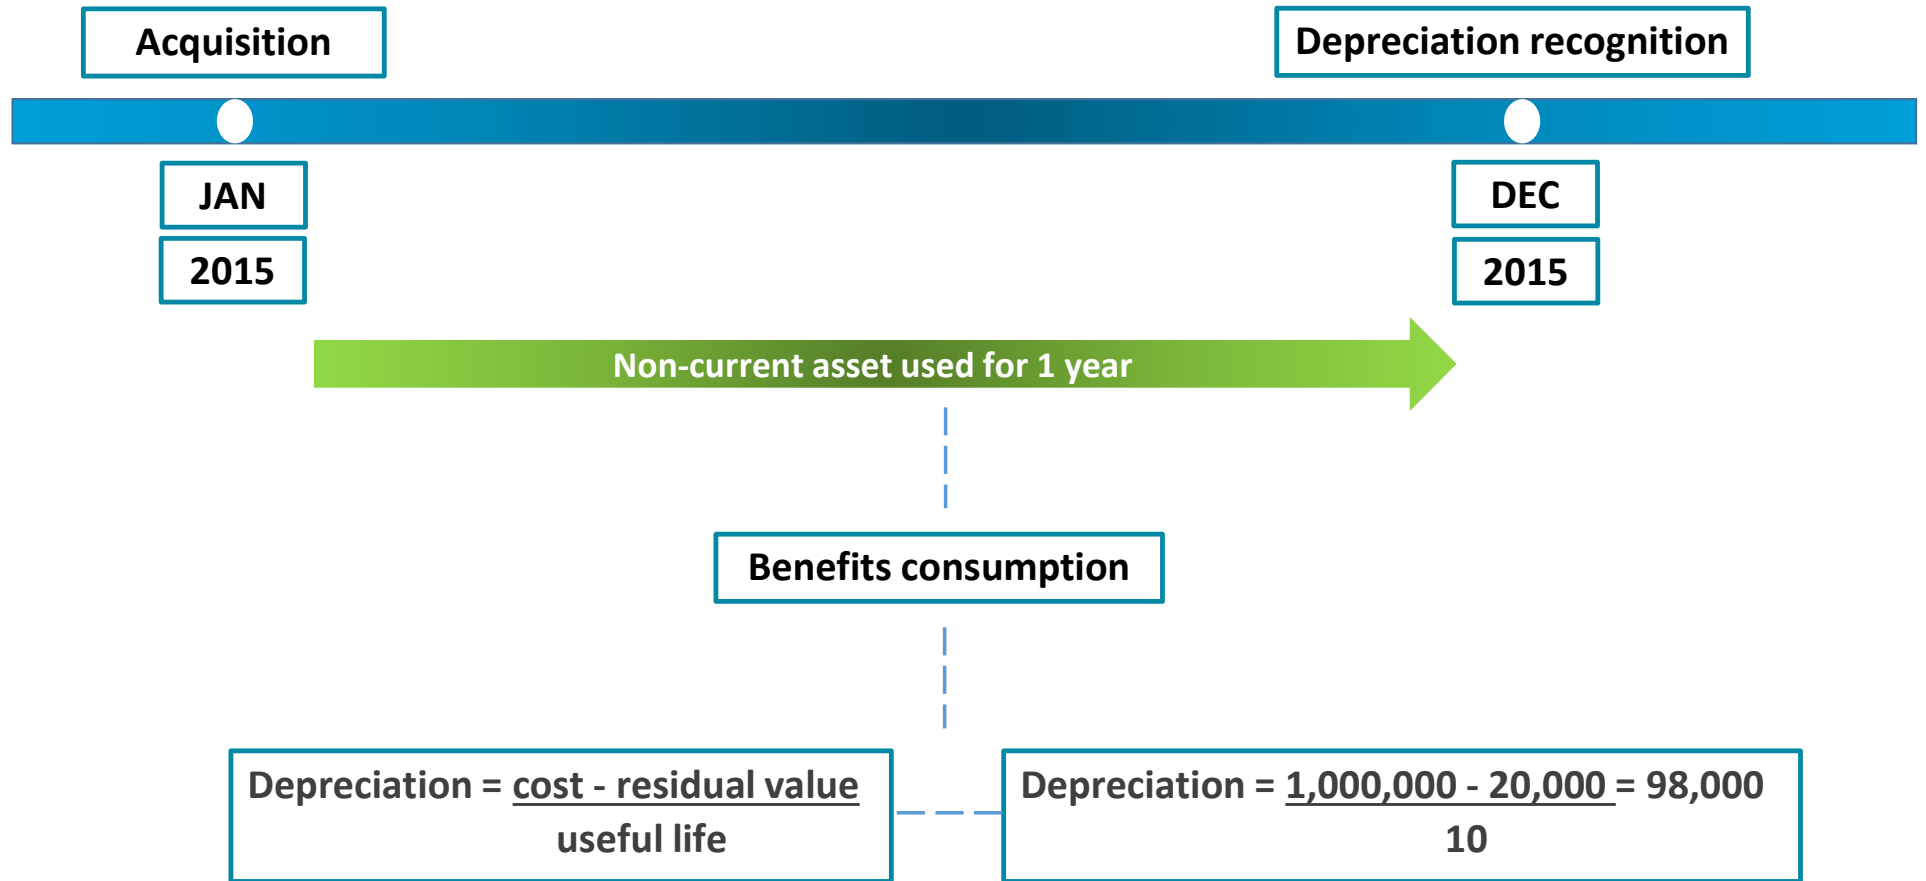 Acquisition
Depreciation recognition
JAN
2015
DEC
2015
Non-current asset used for 1 year
Benefits consumption
Depreciation = cost - residual value
useful life
Depreciation = 1,000,000 - 20,000 = 98,000
10